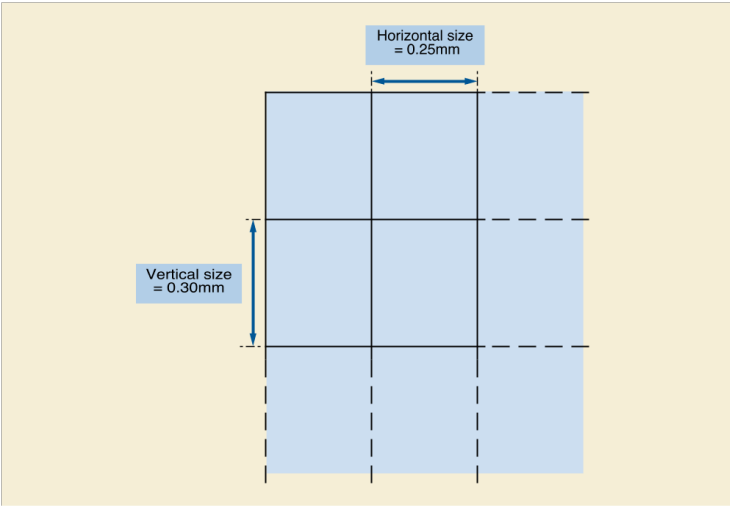 Horizontal size
= 0.25mm
Vertical size
= 0.30mm